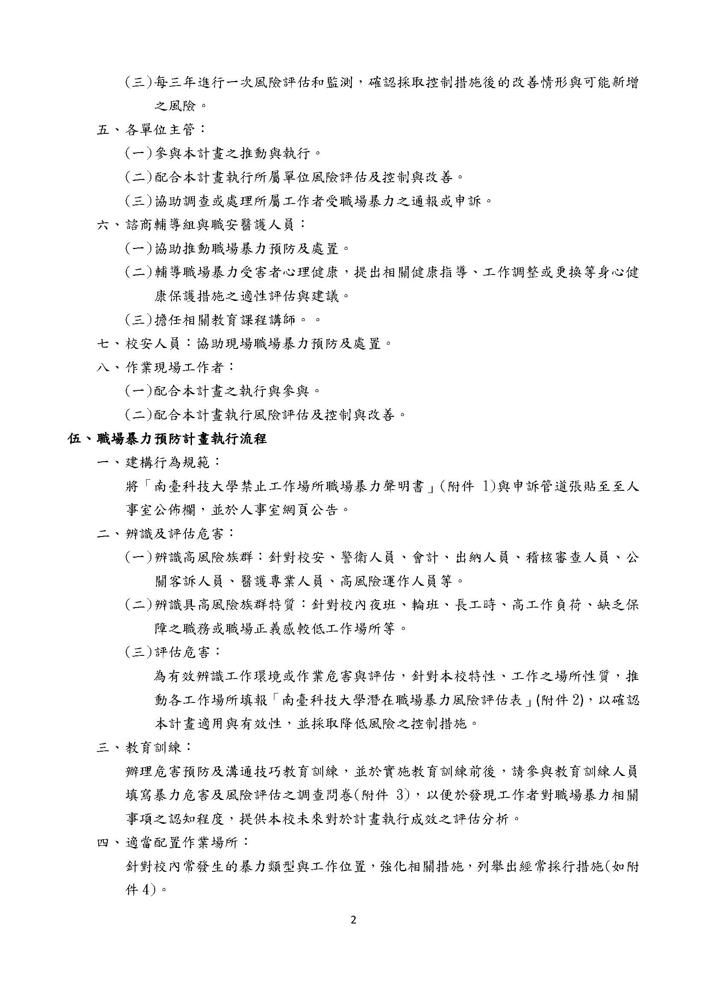 (三)每三年進行一次風險評估和監測，確認採取控制措施後的改善情形與可能新增
之風險。
五、各單位主管：
(一)參與本計畫之推動與執行。
(二)配合本計畫執行所屬單位風險評估及控制與改善。
(三)協助調查或處理所屬工作者受職場暴力之通報或申訴。
六、諮商輔導組與職安醫護人員：
(一)協助推動職場暴力預防及處置。
(二)輔導職場暴力受害者心理健康，提出相關健康指導、工作調整或更換等身心健
康保護措施之適性評估與建議。
(三)擔任相關教育課程講師。。
七、校安人員：協助現場職場暴力預防及處置。
八、作業現場工作者：
(一)配合本計畫之執行與參與。
(二)配合本計畫執行風險評估及控制與改善。
伍、職場暴力預防計畫執行流程
一、建構行為規範：
將「南臺科技大學禁止工作場所職場暴力聲明書」(附件 1)與申訴管道張貼至至人
事室公佈欄，並於人事室網頁公告。
二、辨識及評估危害：
(一)辨識高風險族群：針對校安、警衛人員、會計、出納人員、稽核審查人員、公
關客訴人員、醫護專業人員、高風險運作人員等。
(二)辨識具高風險族群特質：針對校內夜班、輪班、長工時、高工作負荷、缺乏保
障之職務或職場正義感較低工作場所等。
(三)評估危害：
為有效辨識工作環境或作業危害與評估，針對本校特性、工作之場所性質，推
動各工作場所填報「南臺科技大學潛在職場暴力風險評估表」(附件2)，以確認
本計畫適用與有效性，並採取降低風險之控制措施。
三、教育訓練：
辦理危害預防及溝通技巧教育訓練，並於實施教育訓練前後，請參與教育訓練人員
填寫暴力危害及風險評估之調查問卷(附件 3)，以便於發現工作者對職場暴力相關
事項之認知程度，提供本校未來對於計畫執行成效之評估分析。
四、適當配置作業場所：
針對校內常發生的暴力類型與工作位置，強化相關措施，列舉出經常採行措施(如附
件4)。
2